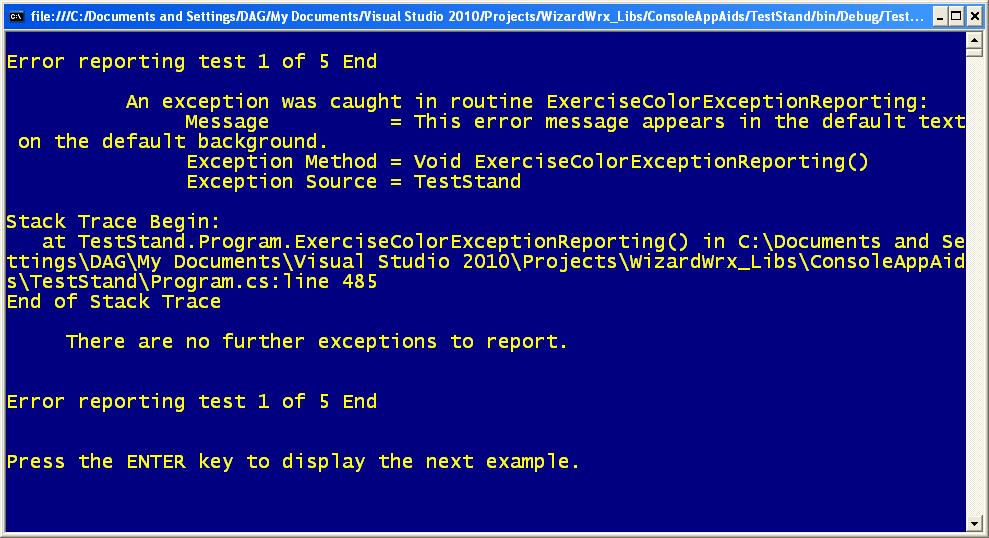 file:///C:/Documents and Settings/DAG/My Documents/Visual Studio 2010/Projects/WizardWrx_Libs/ConsoleAppAids/TestStand/bin/Debug/Test...
Error reporting test 1 of 5 End
An exception was caught in routine ExerciseColorExceptionReporting:
Message = This error message appears in the default text
on the default background.
Exception Method = Void ExerciseColorExceptionReporting()
Exception Source = TestStand
Stack Trace Begin:
at TestStand.Program.ExerciseColorExceptionReporting() in C:\Documents and Se
ttings\DAG\My Documents\Visual Studio 2010\Projects\WizardWrx_Libs\ConsoleAppAid
s\TestStand\Program.cs:line 485
End of Stack Trace
There are no further exceptions to report.
Error reporting test 1 of 5 End
Press the ENTER key to display the next example.